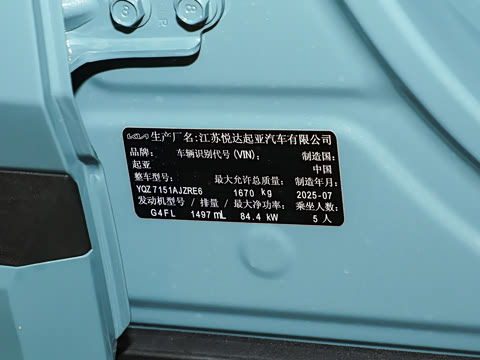 KIA 生产厂名:江苏悦达起亚汽车有限公司
品牌: 车辆识别代号(VIN): 制造国:
起亚 中国
整车型号: 最大允许总质量: 制造年月:
YQZ7151AJZRE6 1670 kg 2025-07
发动机型号 / 排量 / 最大净功率: 乘坐人数:
G4FL 1497 mL 84.4 kW 5 人